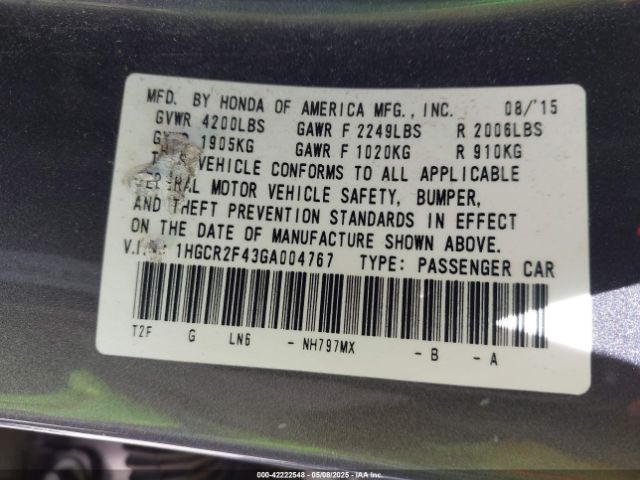 MFD. BY HONDA OF AMERICA MFG., INC. 08/'15
GVWR 4200LBS GAWR F 2249LBS R 2006LBS
1905KG GAWR F 1020KG R 910KG
VEHICLE CONFORMS TO ALL APPLICABLE
MOTOR VEHICLE SAFETY, BUMPER,
AND THEFT PREVENTION STANDARDS IN EFFECT
ON THE DATE OF MANUFACTURE SHOWN ABOVE.
1HGCR2F43GA004767 TYPE: PASSENGER CAR
T2F G LN6 - NH797MX - B - A
000-42222548 - 05/08/2025 - IAA Inc.